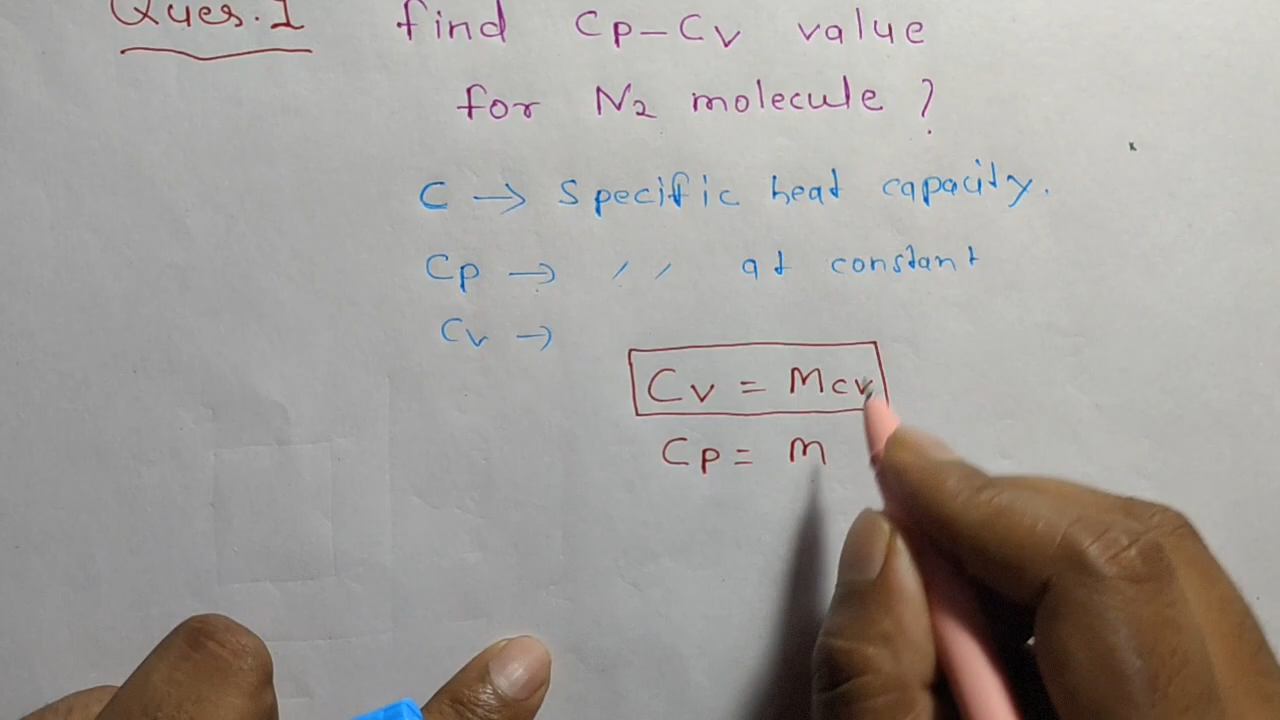 Ques.1 find Cp-Cv value
for N2 molecule ?
C → Specific heat capacity.
Cp → ′ ′ at constant
Cv →
Cv = Mcv
Cp = M